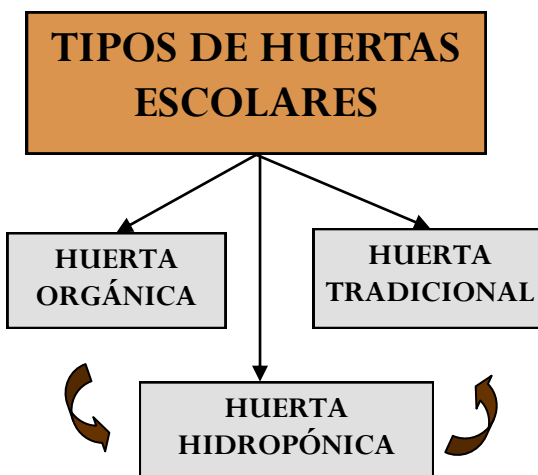 TIPOS DE HUERTAS
ESCOLARES
HUERTA
ORGÁNICA
HUERTA
TRADICIONAL
HUERTA
HIDROPÓNICA